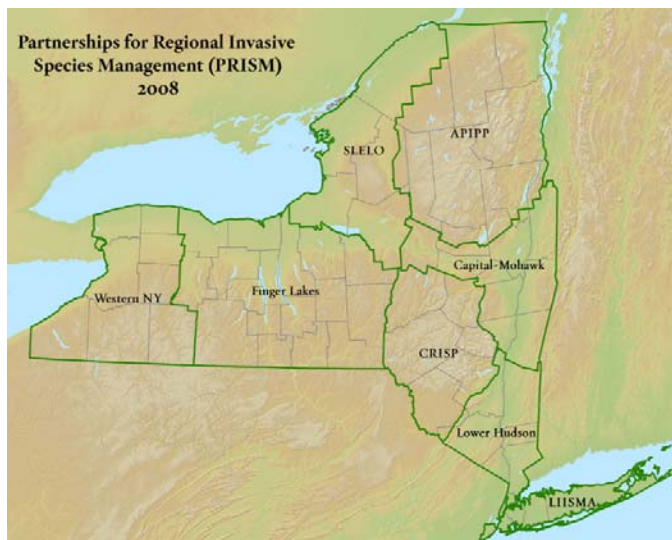 Partnerships for Regional Invasive
Species Management (PRISM)
2008
SLELO
APIPP
Capital-Mohawk
Western NY
Finger Lakes
CRISP
Lower Hudson
LIISMA